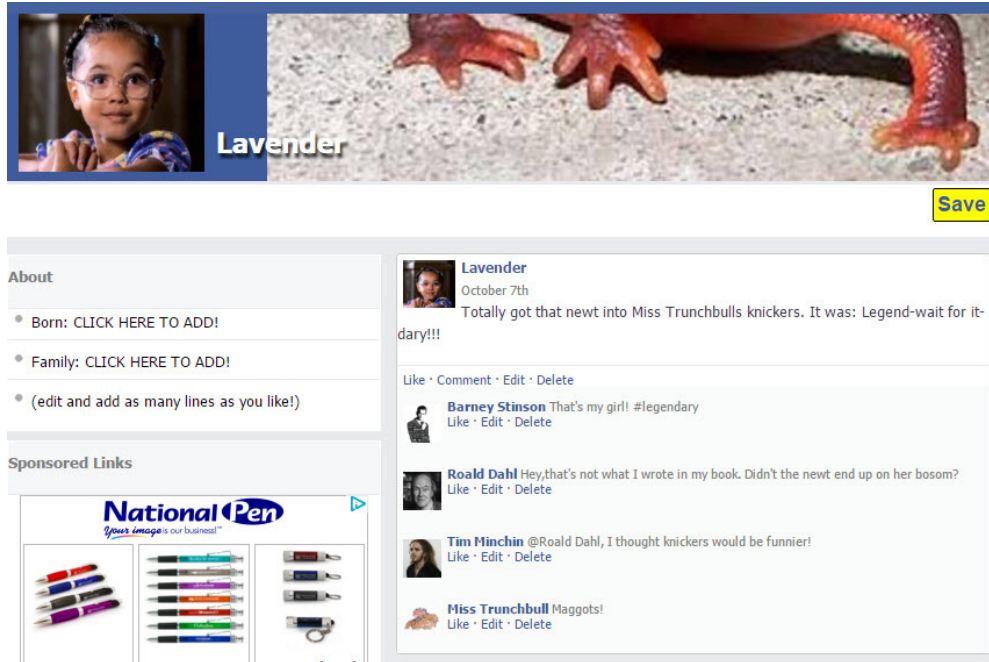 Lavender
Save
About
Born: CLICK HERE TO ADD!
Family: CLICK HERE TO ADD!
(edit and add as many lines as you like!)
Sponsored Links
National Pen
Your image is our business!™
Lavender
October 7th
Totally got that newt into Miss Trunchbulls knickers. It was: Legend-wait for it-
dary!!!
Like · Comment · Edit · Delete
Barney Stinson That's my girl! #legendary
Like · Edit · Delete
Roald Dahl Hey,that's not what I wrote in my book. Didn't the newt end up on her bosom?
Like · Edit · Delete
Tim Minchin @Roald Dahl, I thought knickers would be funnier!
Like · Edit · Delete
Miss Trunchbull Maggots!
Like · Edit · Delete